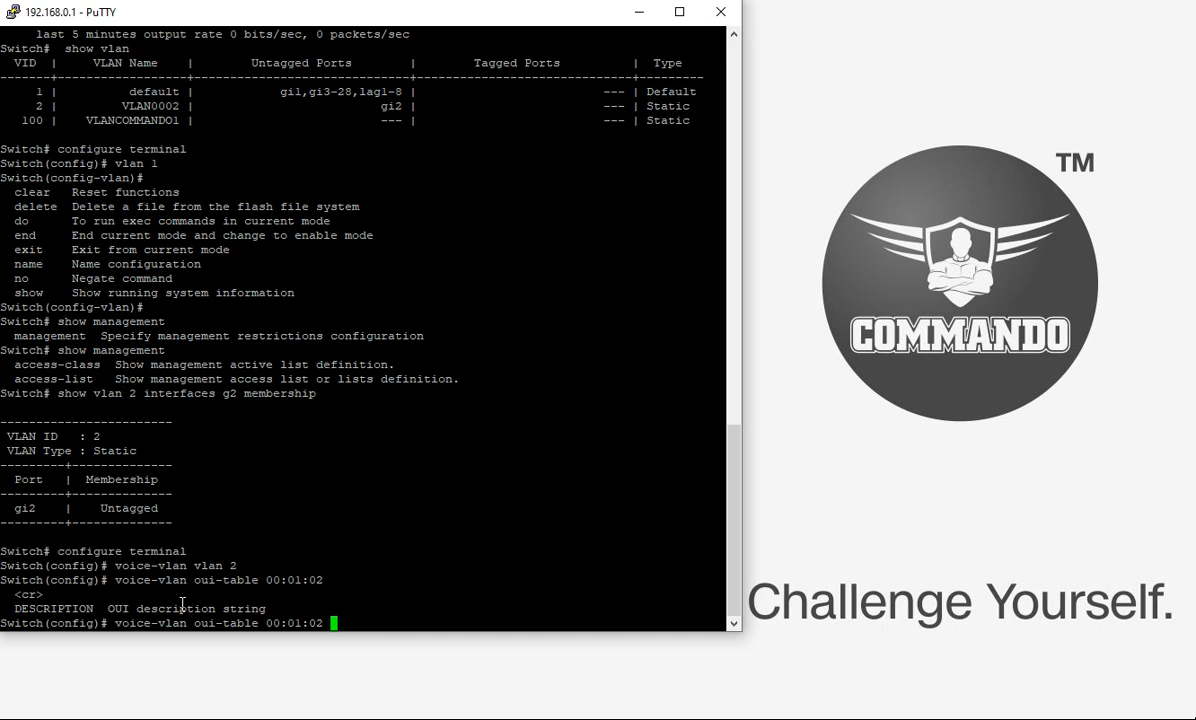 192.168.0.1 - PuTTY
last 5 minutes output rate 0 bits/sec, 0 packets/sec
Switch#  show vlan
VID |     VLAN Name     |        Untagged Ports        |        Tagged Ports        |  Type
-------+------------------+------------------------------+------------------------------+---------
1 |           default |            gi1,gi3-28,lag1-8 |                        --- | Default
2 |          VLAN0002 |                          gi2 |                        --- | Static
100 |     VLANCOMMANDO1 |                          --- |                        --- | Static
Switch# configure terminal
Switch(config)# vlan 1
Switch(config-vlan)#
clear   Reset functions
delete  Delete a file from the flash file system
do      To run exec commands in current mode
end     End current mode and change to enable mode
exit    Exit from current mode
name    Name configuration
no      Negate command
show    Show running system information
Switch(config-vlan)#
Switch# show management
management  Specify management restrictions configuration
Switch# show management
access-class  Show management active list definition.
access-list   Show management access list or lists definition.
Switch# show vlan 2 interfaces g2 membership
------------------------
VLAN ID   : 2
VLAN Type : Static
---------+--------------
Port   |  Membership
---------+--------------
gi2    |    Untagged
---------+--------------
Switch# configure terminal
Switch(config)# voice-vlan vlan 2
Switch(config)# voice-vlan oui-table 00:01:02
<cr>
DESCRIPTION  OUI description string
Switch(config)# voice-vlan oui-table 00:01:02
TM
COMMANDO
Challenge Yourself.